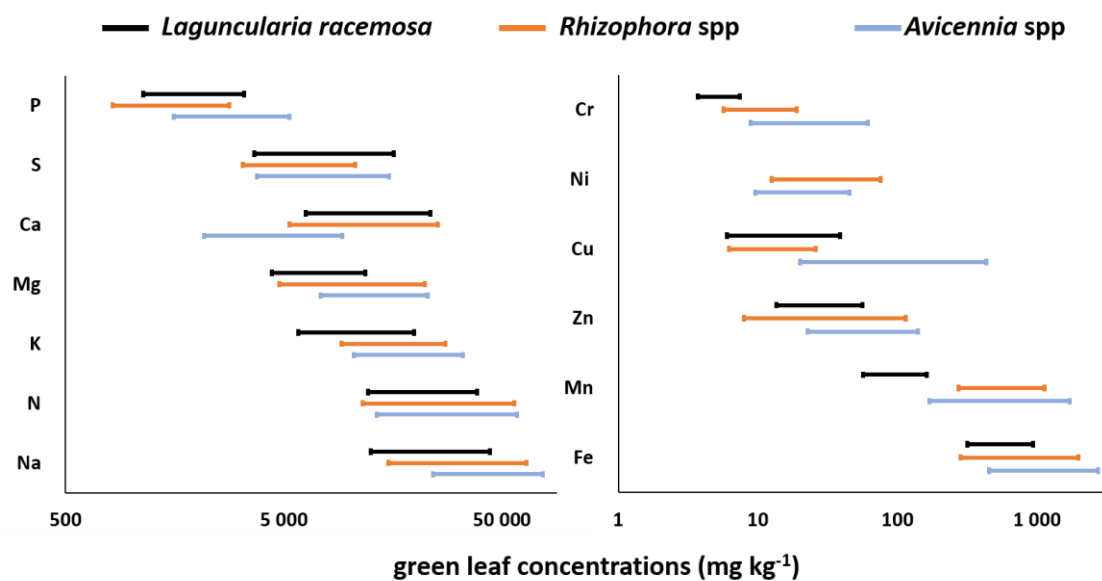 Laguncularia racemosa Rhizophora spp Avicennia spp
P
S
Ca
Mg
K
N
Na
500 5 000 50 000
Cr
Ni
Cu
Zn
Mn
Fe
1 10 100 1 000
green leaf concentrations (mg kg⁻¹)